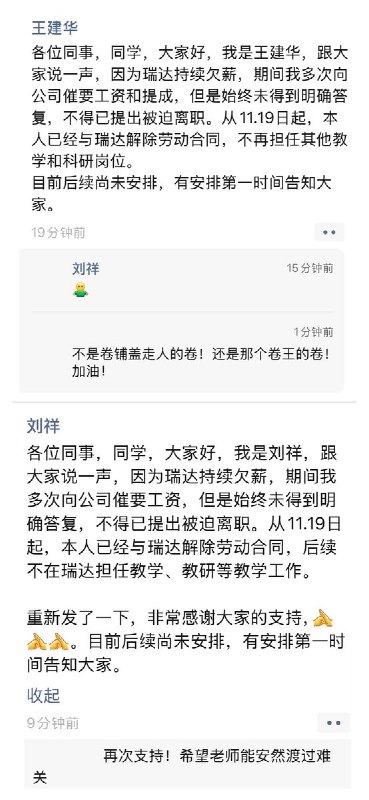 王建华
各位同事，同学，大家好，我是王建华，跟大
家说一声，因为瑞达持续欠薪，期间我多次向
公司催要工资和提成，但是始终未得到明确答
复，不得已提出被迫离职。从11.19日起，本
人已经与瑞达解除劳动合同，不再担任其他教
学和科研岗位。
目前后续尚未安排，有安排第一时间告知大
家。
19分钟前
刘祥
15分钟前
1分钟前
不是卷铺盖走人的卷！还是那个卷王的卷！
加油！
刘祥
各位同事，同学，大家好，我是刘祥，跟
大家说一声，因为瑞达持续欠薪，期间我
多次向公司催要工资，但是始终未得到明
确答复，不得已提出被迫离职。从11.19日
起，本人已经与瑞达解除劳动合同，后续
不在瑞达担任教学、教研等教学工作。
重新发了一下，非常感谢大家的支持，🙏
🙏🙏。目前后续尚未安排，有安排第一时
间告知大家。
收起
9分钟前
再次支持！希望老师能安然渡过难
关